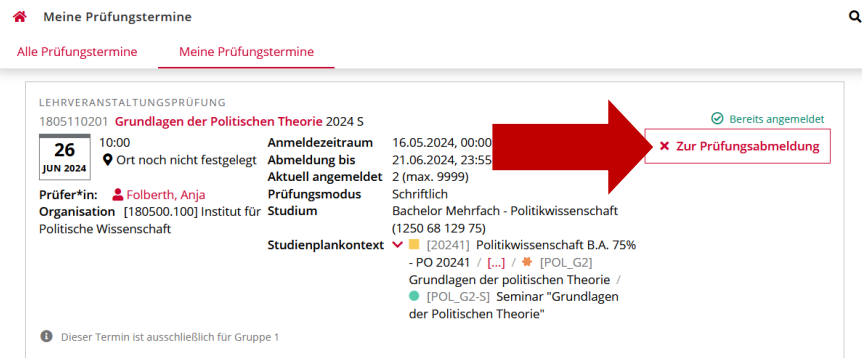 Meine Prüfungstermine
Alle Prüfungstermine Meine Prüfungstermine
LEHRVERANSTALTUNGSPRÜFUNG
1805110201 Grundlagen der Politischen Theorie 2024 S
Bereits angemeldet
Zur Prüfungsabmeldung
26
JUN 2024
10:00
Ort noch nicht festgelegt
Prüfer*in: Folberth, Anja
Organisation [180500.100] Institut für
Politische Wissenschaft
Anmeldezeitraum 16.05.2024, 00:00
Abmeldung bis 21.06.2024, 23:55
Aktuell angemeldet 2 (max. 9999)
Prüfungsmodus Schriftlich
Studium Bachelor Mehrfach - Politikwissenschaft
(1250 68 129 75)
Studienplankontext [20241] Politikwissenschaft B.A. 75%
- PO 20241 / [...] / [POL_G2]
Grundlagen der politischen Theorie /
[POL_G2-S] Seminar "Grundlagen
der Politischen Theorie"
Dieser Termin ist ausschließlich für Gruppe 1